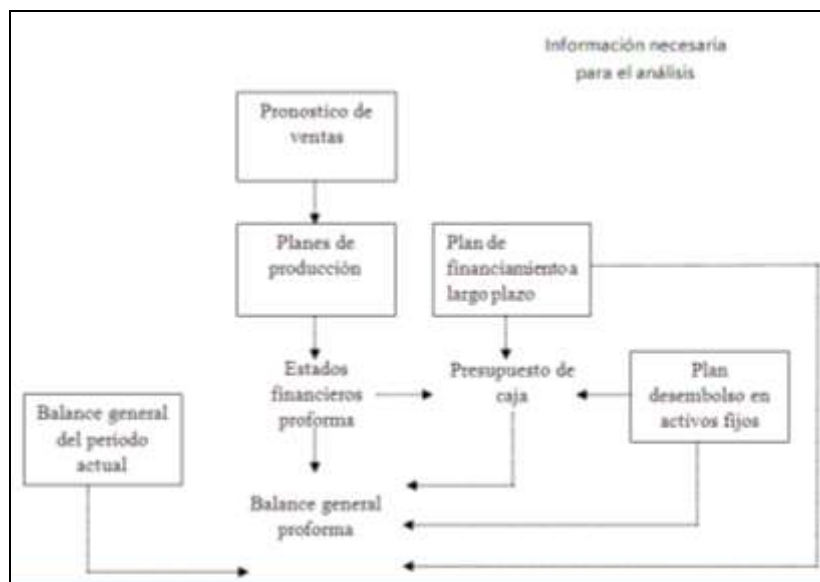 Información necesaria
para el análisis
Pronostico de
ventas
Planes de
producción
Plan de
financiamiento a
largo plazo
Estados
financieros
proforma
Presupuesto de
caja
Plan
desembolso en
activos fijos
Balance general
del periodo
actual
Balance general
proforma